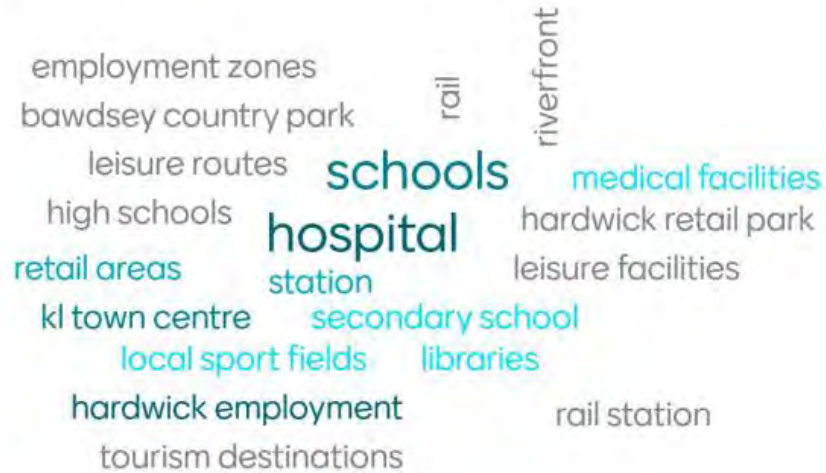 employment zones
rail
riverfront
bawdsey country park
leisure routes
schools
medical facilities
high schools
hospital
hardwick retail park
retail areas
station
leisure facilities
kl town centre
secondary school
local sport fields
libraries
hardwick employment
rail station
tourism destinations